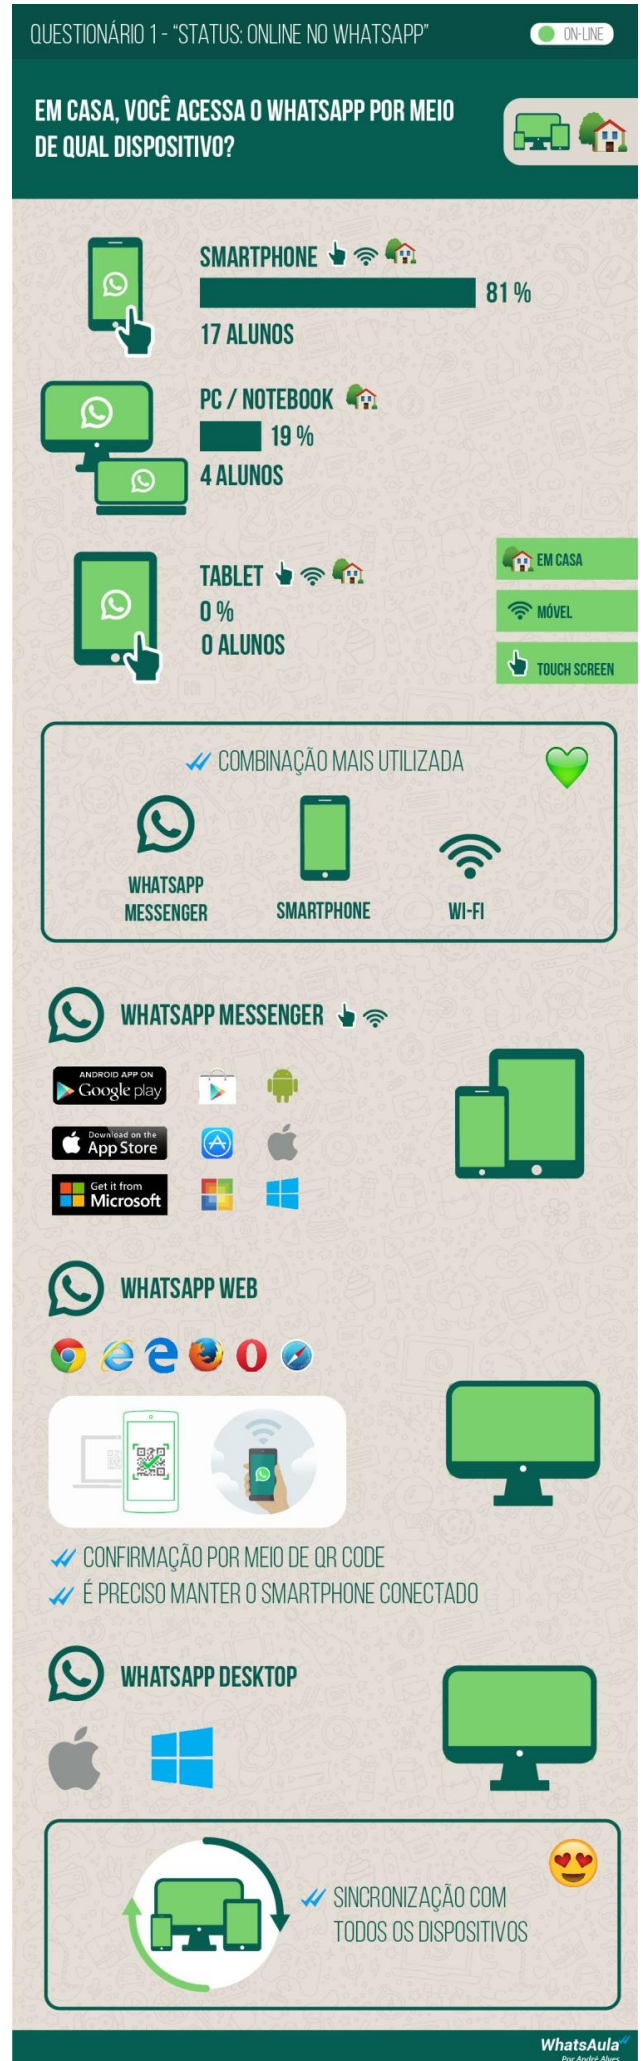 QUESTIONÁRIO 1 - “STATUS: ONLINE NO WHATSAPP”
ON-LINE
EM CASA, VOCÊ ACESSA O WHATSAPP POR MEIO
DE QUAL DISPOSITIVO?
SMARTPHONE
81 %
17 ALUNOS
PC / NOTEBOOK
19 %
4 ALUNOS
TABLET
0 %
0 ALUNOS
EM CASA
MÓVEL
TOUCH SCREEN
COMBINAÇÃO MAIS UTILIZADA
WHATSAPP
MESSENGER
SMARTPHONE
WI-FI
WHATSAPP MESSENGER
ANDROID APP ON
Google play
Download on the
App Store
Get it from
Microsoft
WHATSAPP WEB
CONFIRMAÇÃO POR MEIO DE QR CODE
É PRECISO MANTER O SMARTPHONE CONECTADO
WHATSAPP DESKTOP
SINCRONIZAÇÃO COM
TODOS OS DISPOSITIVOS
WhatsAula
Por André Alves